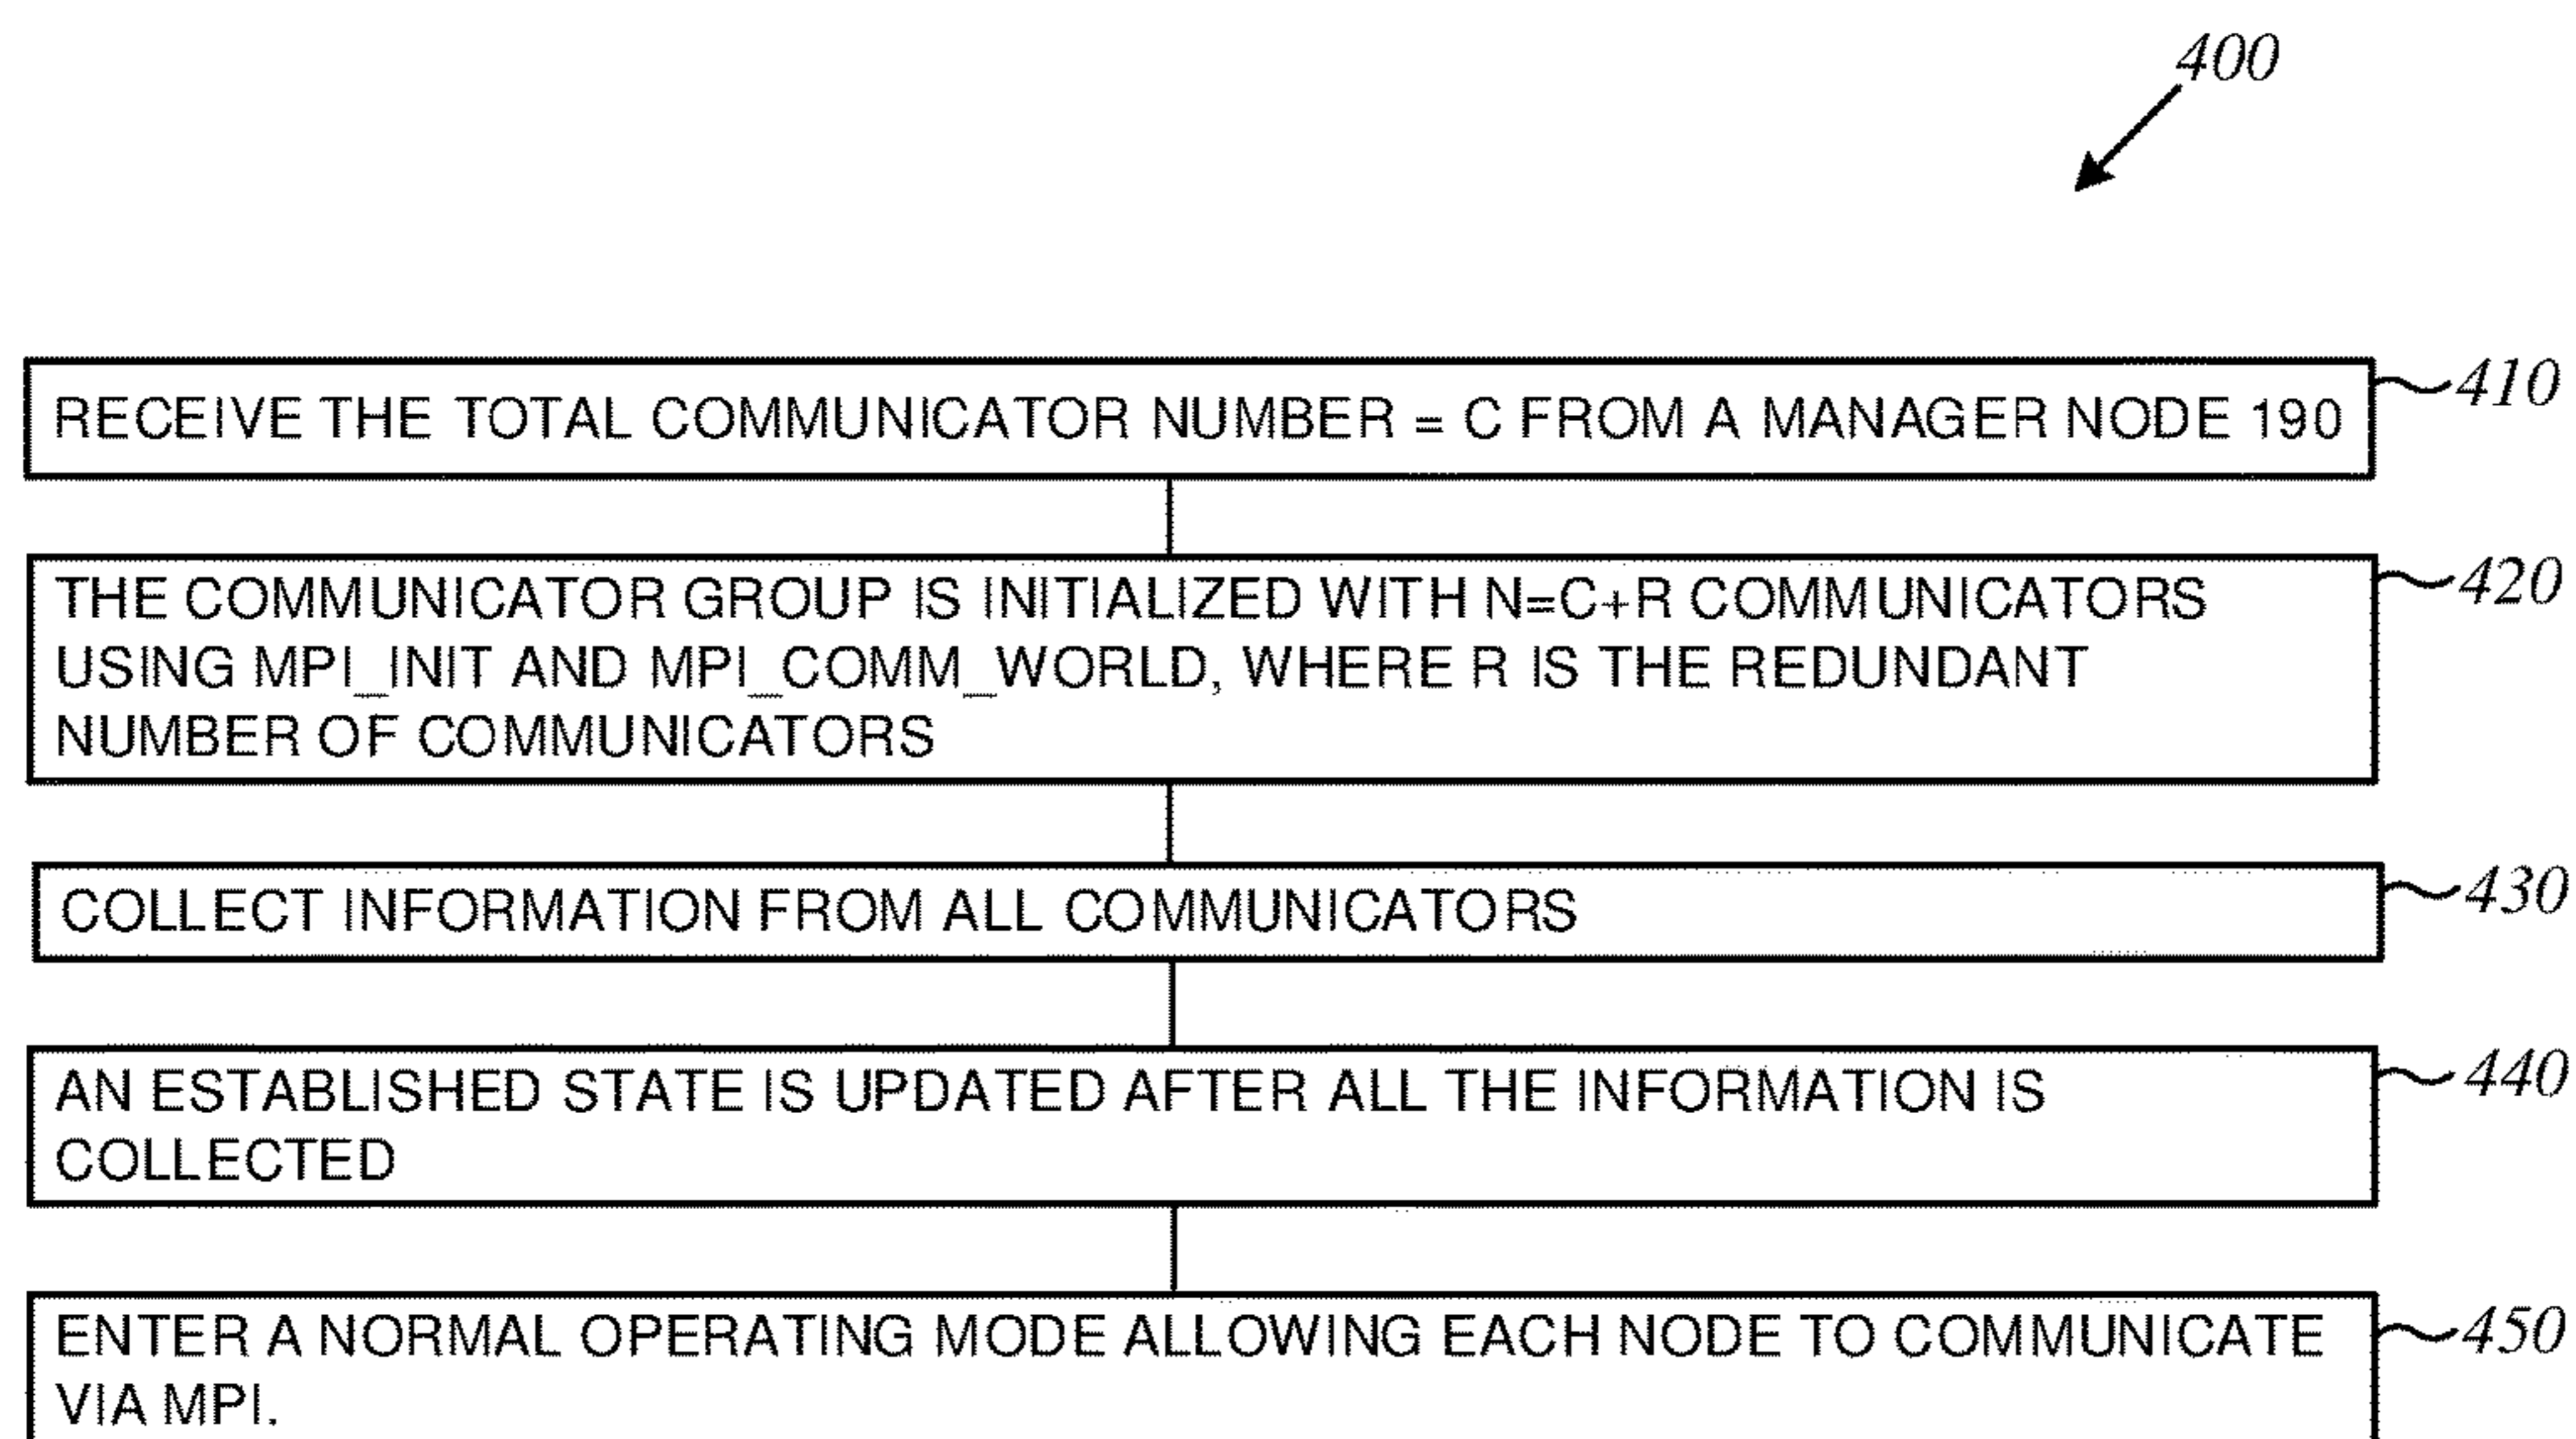 400
RECEIVE THE TOTAL COMMUNICATOR NUMBER = C FROM A MANAGER NODE 190
410
THE COMMUNICATOR GROUP IS INITIALIZED WITH N=C+R COMMUNICATORS
USING MPI_INIT AND MPI_COMM_WORLD, WHERE R IS THE REDUNDANT
NUMBER OF COMMUNICATORS
420
COLLECT INFORMATION FROM ALL COMMUNICATORS
430
AN ESTABLISHED STATE IS UPDATED AFTER ALL THE INFORMATION IS
COLLECTED
440
ENTER A NORMAL OPERATING MODE ALLOWING EACH NODE TO COMMUNICATE
VIA MPI.
450